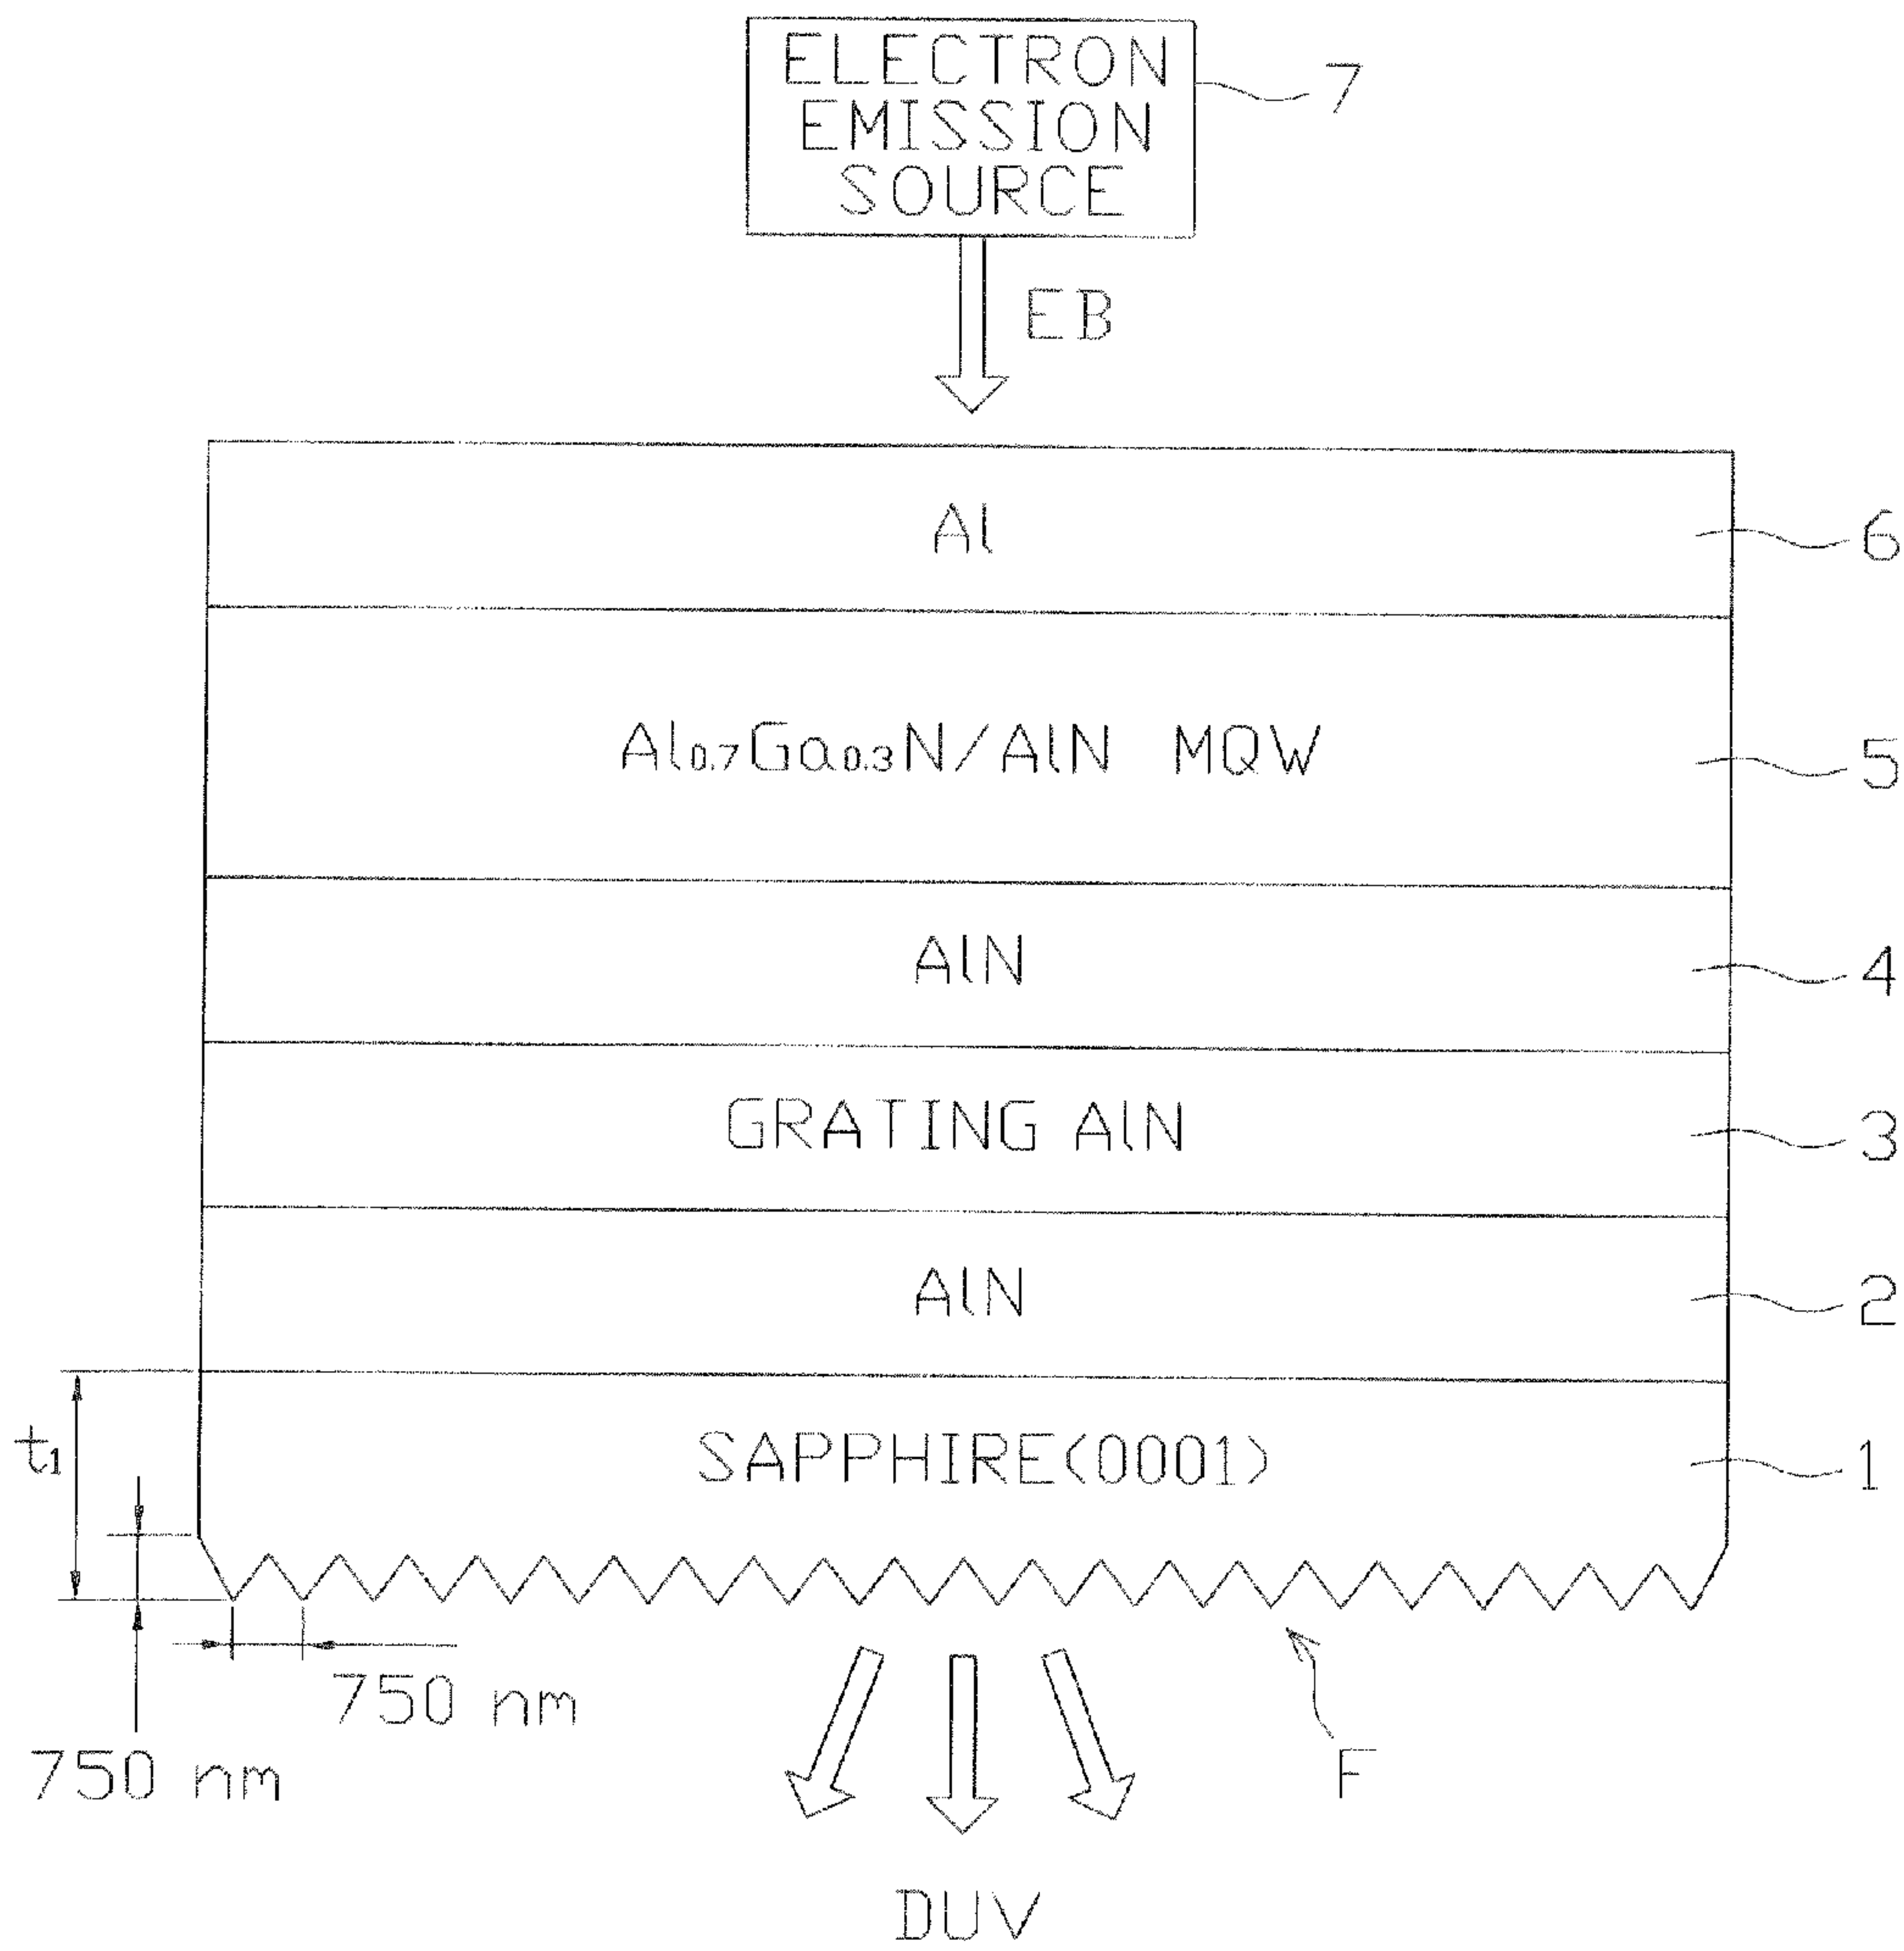 ELECTRON
EMISSION
SOURCE
7
EB
Al
6
Al0.7Ga0.3N/AlN MQW
5
AlN
4
GRATING AlN
3
AlN
2
t1
SAPPHIRE(0001)
1
750 nm
750 nm
F
DUV